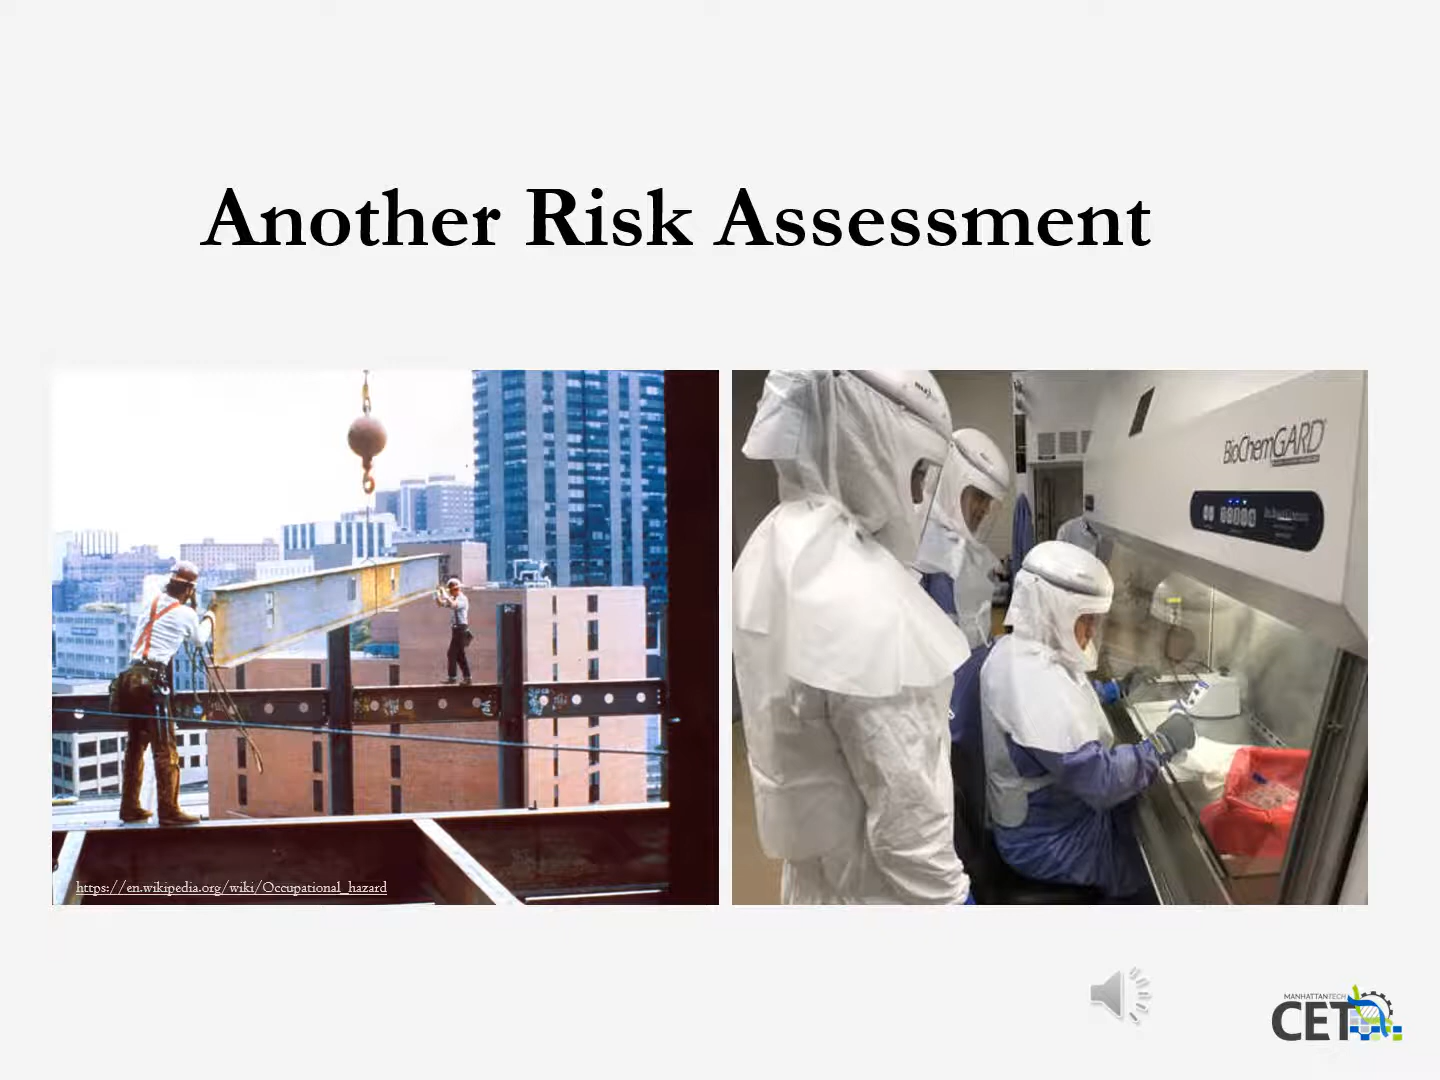 Another Risk Assessment
BioChemGARD
https://en.wikipedia.org/wiki/Occupational_hazard
MANHATTANTECH
CET